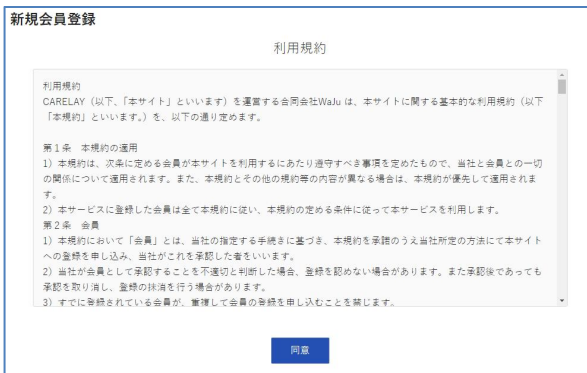 新規会員登録
利用規約
利用規約
CARELAY（以下、「本サイト」といいます）を運営する合同会社WaJu は、本サイトに関する基本的な利用規約（以下
「本規約」といいます。）を、以下の通り定めます。
第１条　本規約の適用
1）本規約は、次条に定める会員が本サイトを利用するにあたり遵守すべき事項を定めたもので、当社と会員との一切
の関係について適用されます。また、本規約とその他の規約等の内容が異なる場合は、本規約が優先して適用されま
す。
2）本サービスに登録した会員は全て本規約に従い、本規約の定める条件に従って本サービスを利用します。
第２条　会員
1）本規約において「会員」とは、当社の指定する手続きに基づき、本規約を承諾のうえ当社所定の方法にて本サイト
への登録を申し込み、当社がこれを承認した者をいいます。
2）当社が会員として承認することを不適切と判断した場合、登録を認めない場合があります。また承認後であっても
承認を取り消し、登録の抹消を行う場合があります。
3）すでに登録されている会員が、重複して会員の登録を申し込むことを禁じます。
同意